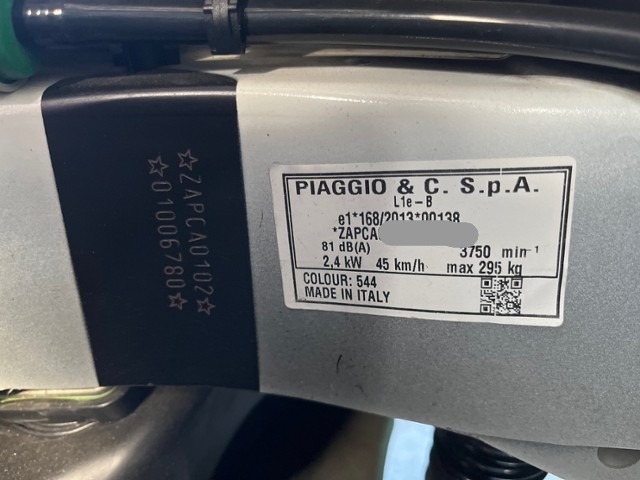 ☆ZAPCA0102☆
☆01006780☆
PIAGGIO & C. S.p.A.
L1e-B
e1*168/2013*00138
*ZAPCA
81 dB(A) 3750 min⁻¹
2,4 kW 45 km/h max 295 kg
COLOUR: 544
MADE IN ITALY